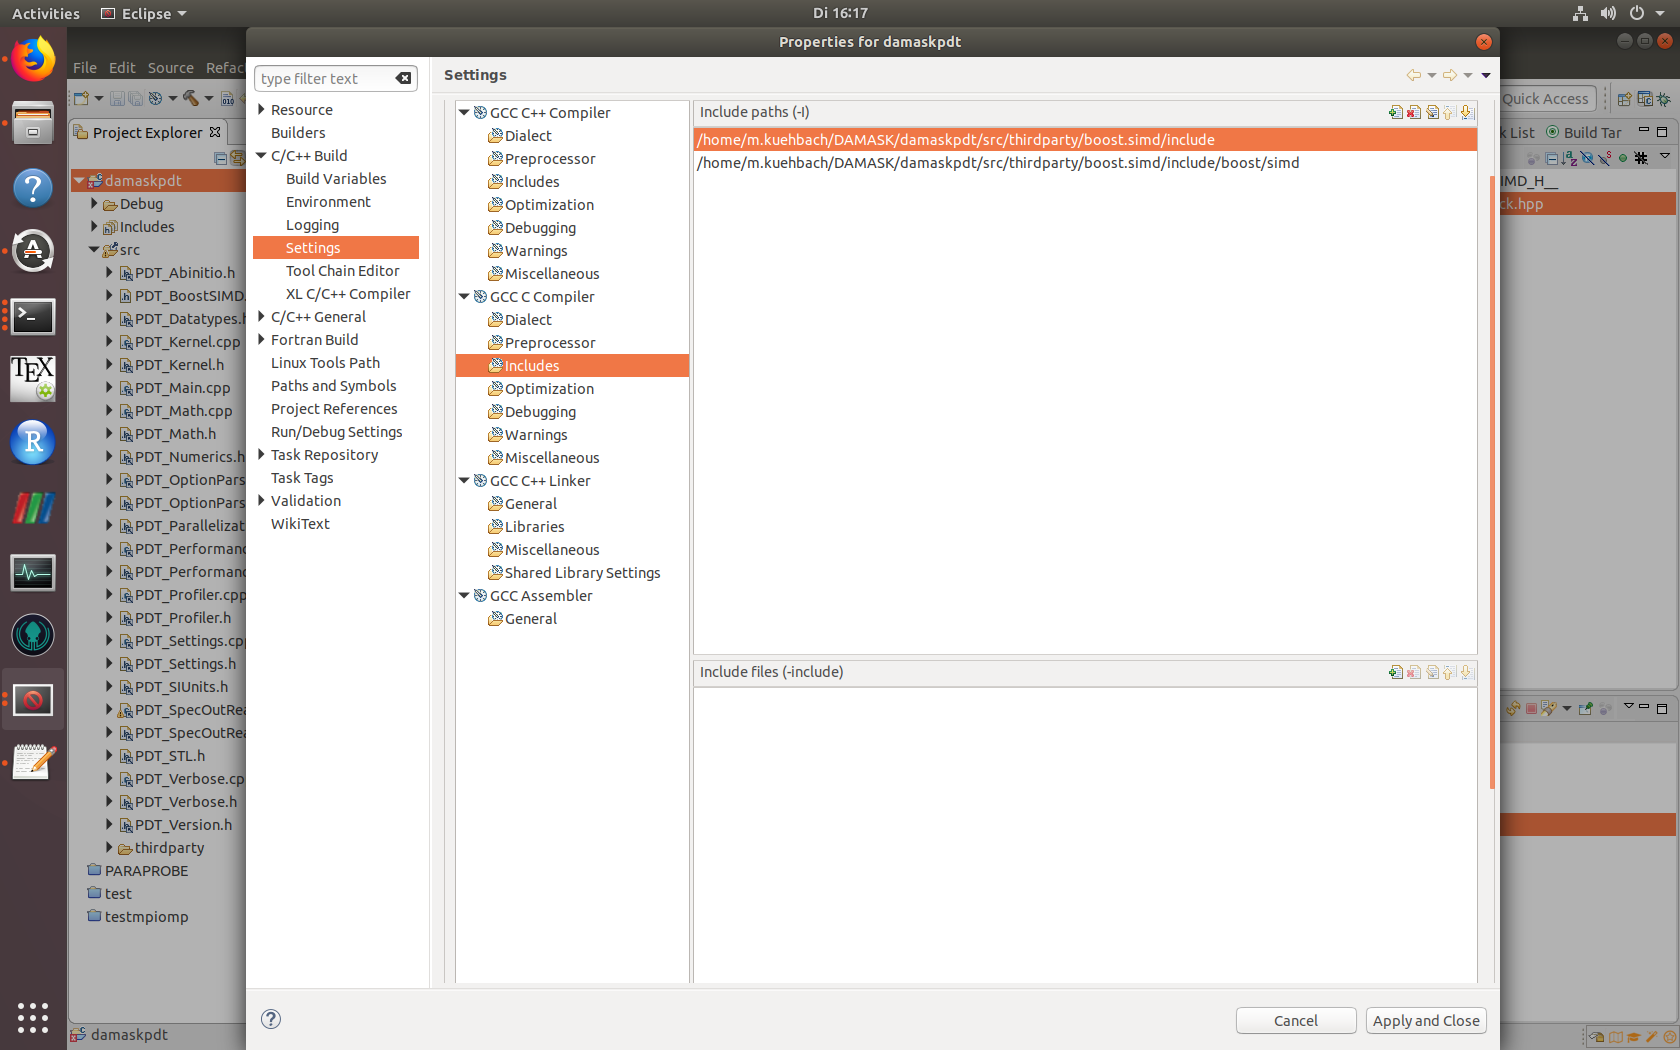 Activities
Eclipse
Di 16:17
Properties for damaskpdt
File Edit Source Refac
type filter text
Settings
Quick Access
Resource
Builders
C/C++ Build
Build Variables
Environment
Logging
Settings
Tool Chain Editor
XL C/C++ Compiler
C/C++ General
Fortran Build
Linux Tools Path
Paths and Symbols
Project References
Run/Debug Settings
Task Repository
Task Tags
Validation
WikiText
Project Explorer
damaskpdt
Debug
Includes
src
PDT_Abinitio.h
PDT_BoostSIMD.
PDT_Datatypes.h
PDT_Kernel.cpp
PDT_Kernel.h
PDT_Main.cpp
PDT_Math.cpp
PDT_Math.h
PDT_Numerics.h
PDT_OptionPars
PDT_OptionPars
PDT_Parallelizat
PDT_Performanc
PDT_Performanc
PDT_Profiler.cpp
PDT_Profiler.h
PDT_Settings.cpp
PDT_Settings.h
PDT_SIUnits.h
PDT_SpecOutRea
PDT_SpecOutRea
PDT_STL.h
PDT_Verbose.cp
PDT_Verbose.h
PDT_Version.h
thirdparty
PARAPROBE
test
testmpiomp
damaskpdt
GCC C++ Compiler
Dialect
Preprocessor
Includes
Optimization
Debugging
Warnings
Miscellaneous
GCC C Compiler
Dialect
Preprocessor
Includes
Optimization
Debugging
Warnings
Miscellaneous
GCC C++ Linker
General
Libraries
Miscellaneous
Shared Library Settings
GCC Assembler
General
Include paths (-I)
/home/m.kuehbach/DAMASK/damaskpdt/src/thirdparty/boost.simd/include
/home/m.kuehbach/DAMASK/damaskpdt/src/thirdparty/boost.simd/include/boost/simd
Include files (-include)
k List
Build Tar
IMD_H__
ck.hpp
Cancel
Apply and Close
TEX
R